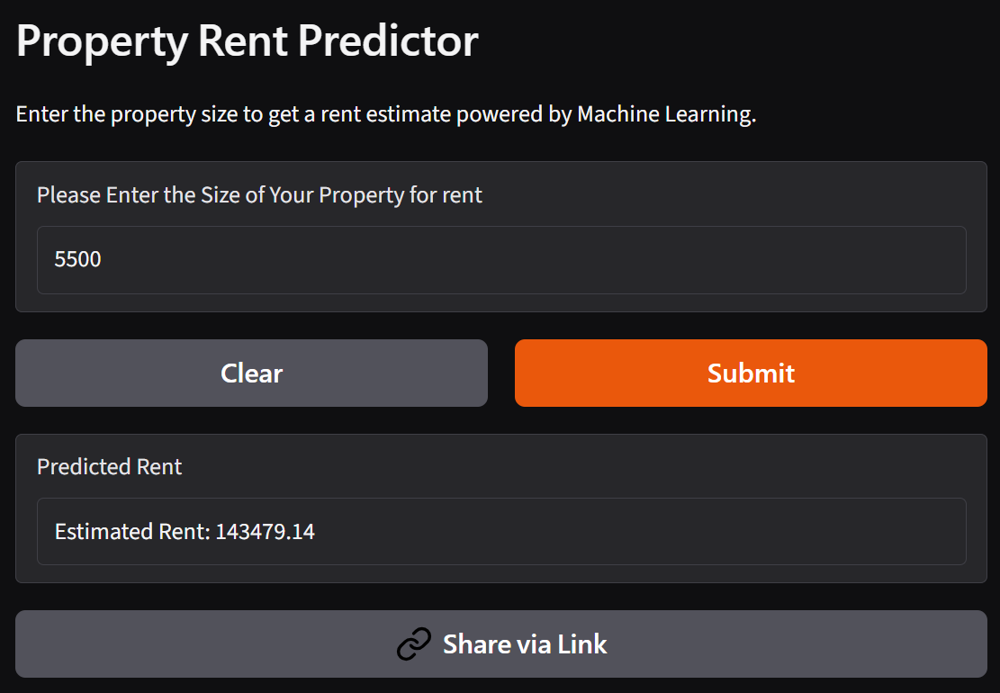 Property Rent Predictor
Enter the property size to get a rent estimate powered by Machine Learning.
Please Enter the Size of Your Property for rent
5500
Clear
Submit
Predicted Rent
Estimated Rent: 143479.14
Share via Link